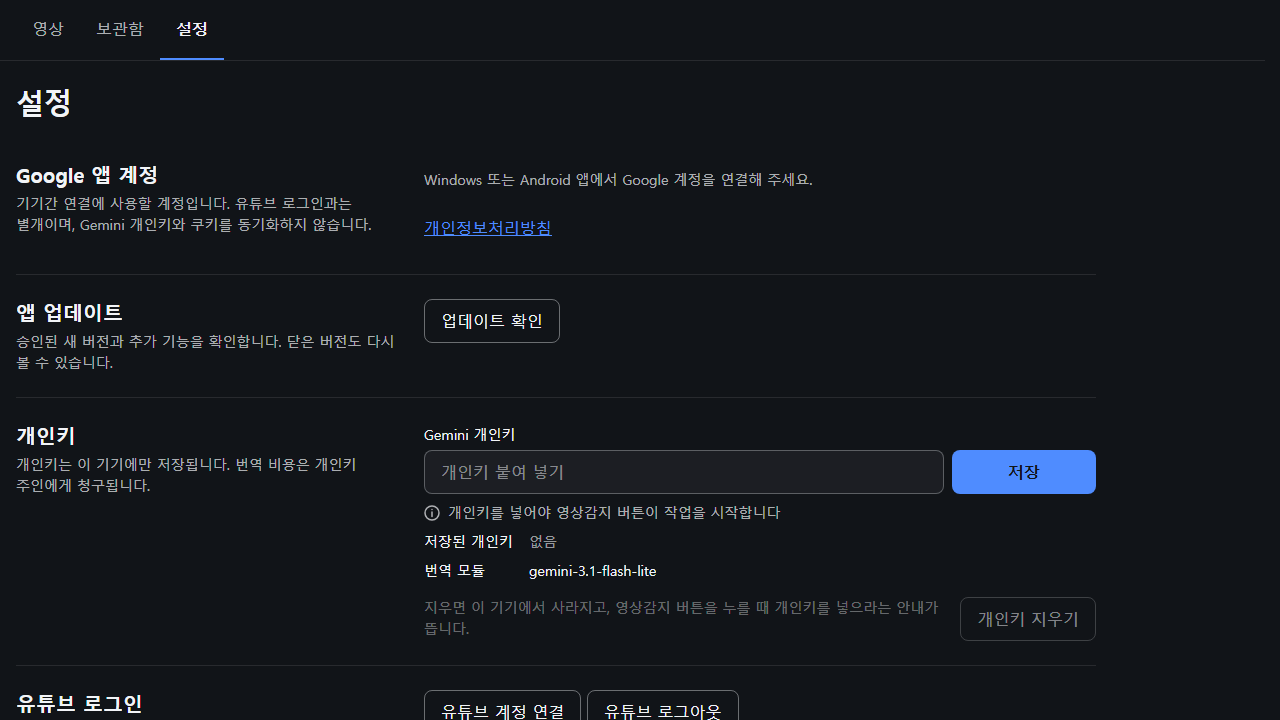 영상 보관함 설정
설정
Google 앱 계정
기기간 연결에 사용할 계정입니다. 유튜브 로그인과는
별개이며, Gemini 개인키와 쿠키를 동기화하지 않습니다.
Windows 또는 Android 앱에서 Google 계정을 연결해 주세요.
개인정보처리방침
앱 업데이트
승인된 새 버전과 추가 기능을 확인합니다. 닫은 버전도 다시
볼 수 있습니다.
업데이트 확인
개인키
개인키는 이 기기에만 저장됩니다. 번역 비용은 개인키
주인에게 청구됩니다.
Gemini 개인키
개인키 붙여 넣기
저장
개인키를 넣어야 영상감지 버튼이 작업을 시작합니다
저장된 개인키 없음
번역 모듈 gemini-3.1-flash-lite
지우면 이 기기에서 사라지고, 영상감지 버튼을 누를 때 개인키를 넣으라는 안내가
뜹니다.
개인키 지우기
유튜브 로그인
유튜브 계정 연결 유튜브 로그아웃